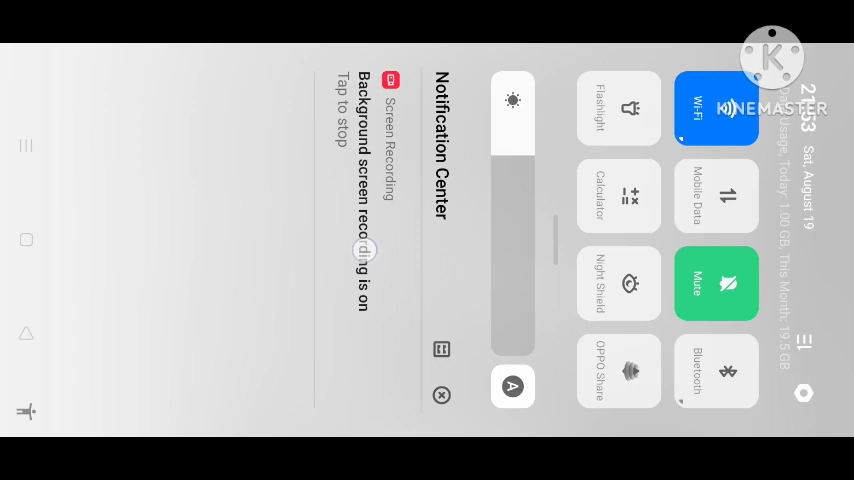 21:53 Sat, August 19
Usage, Today: 1.00 GB, This Month: 19.5 GB
Wi-Fi
Mobile Data
Mute
Bluetooth
Flashlight
Calculator
Night Shield
OPPO Share
A
Notification Center
Screen Recording
Background screen recording is on
Tap to stop
K
KINEMASTER